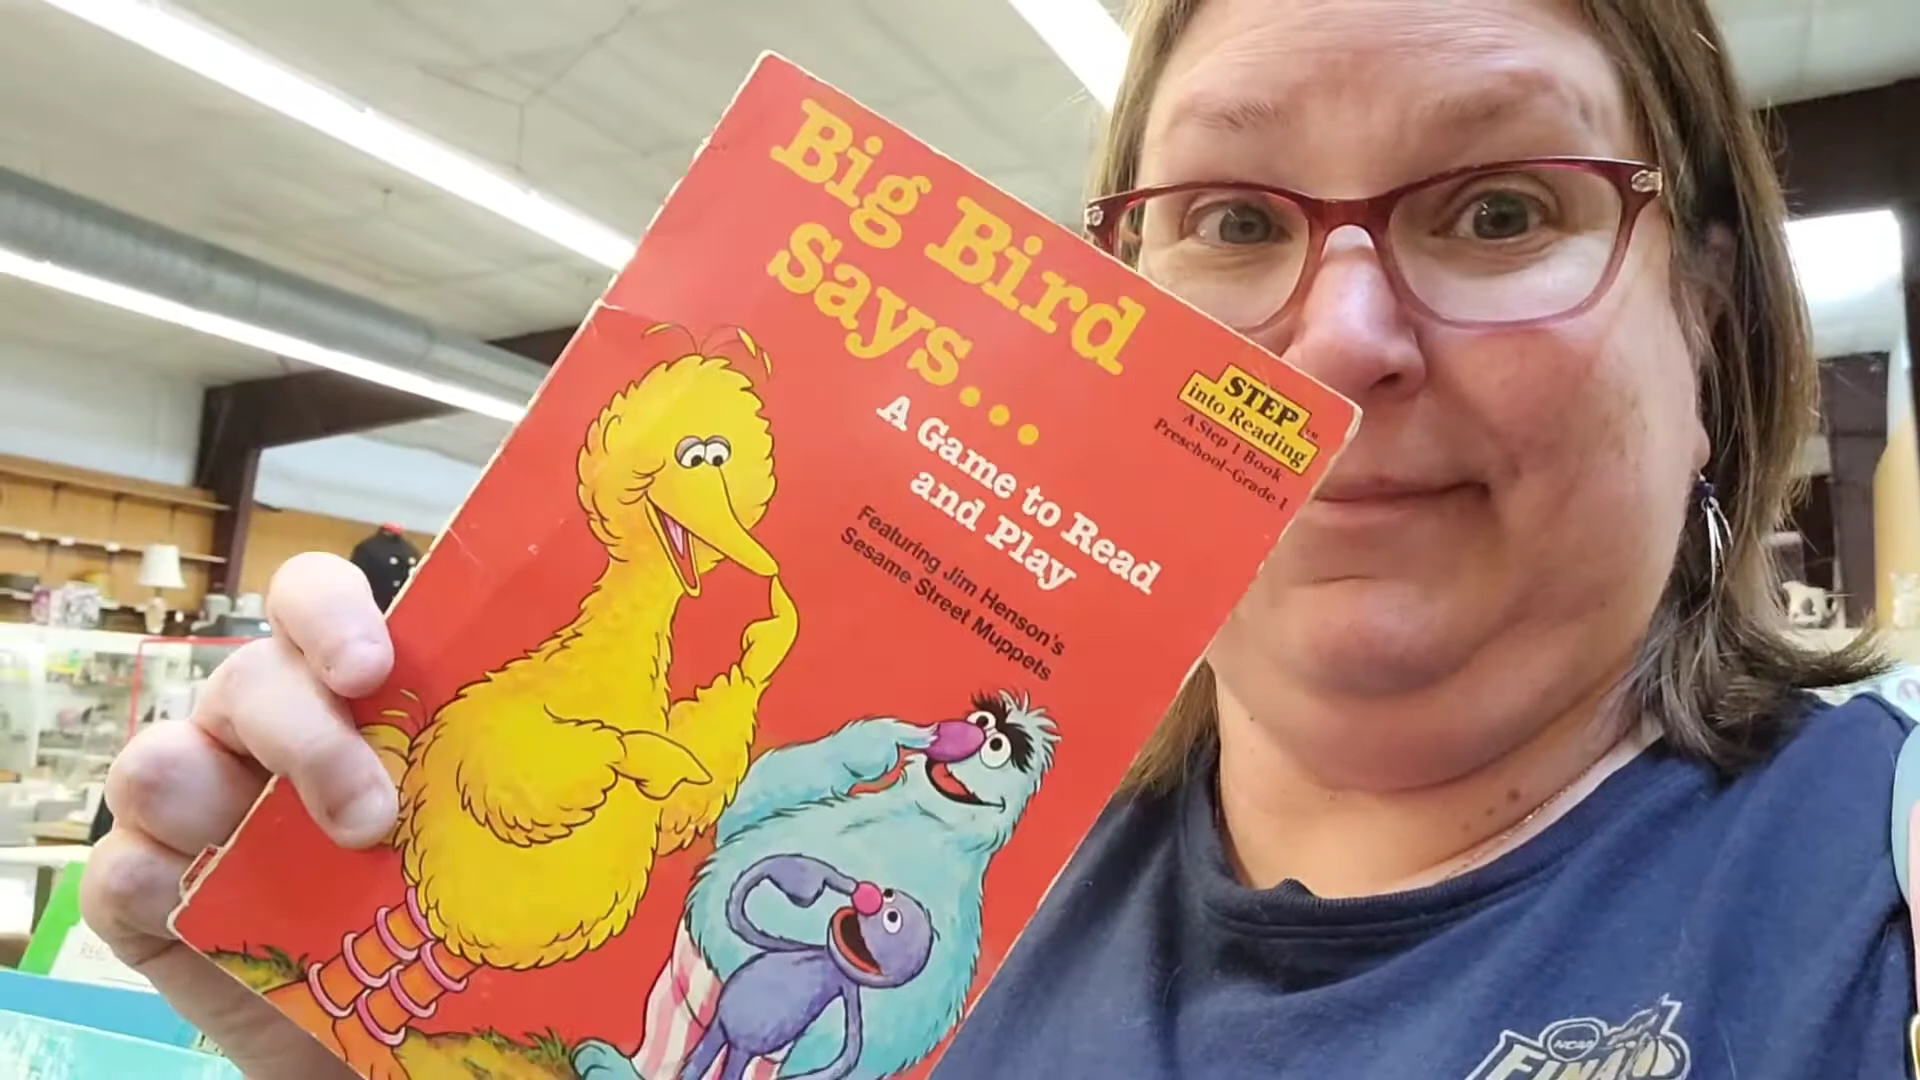 Big Bird
Says...
A Game to Read
and Play
Featuring Jim Henson's
Sesame Street Muppets
STEP
into Reading™
A Step 1 Book
Preschool–Grade 1
NCAA